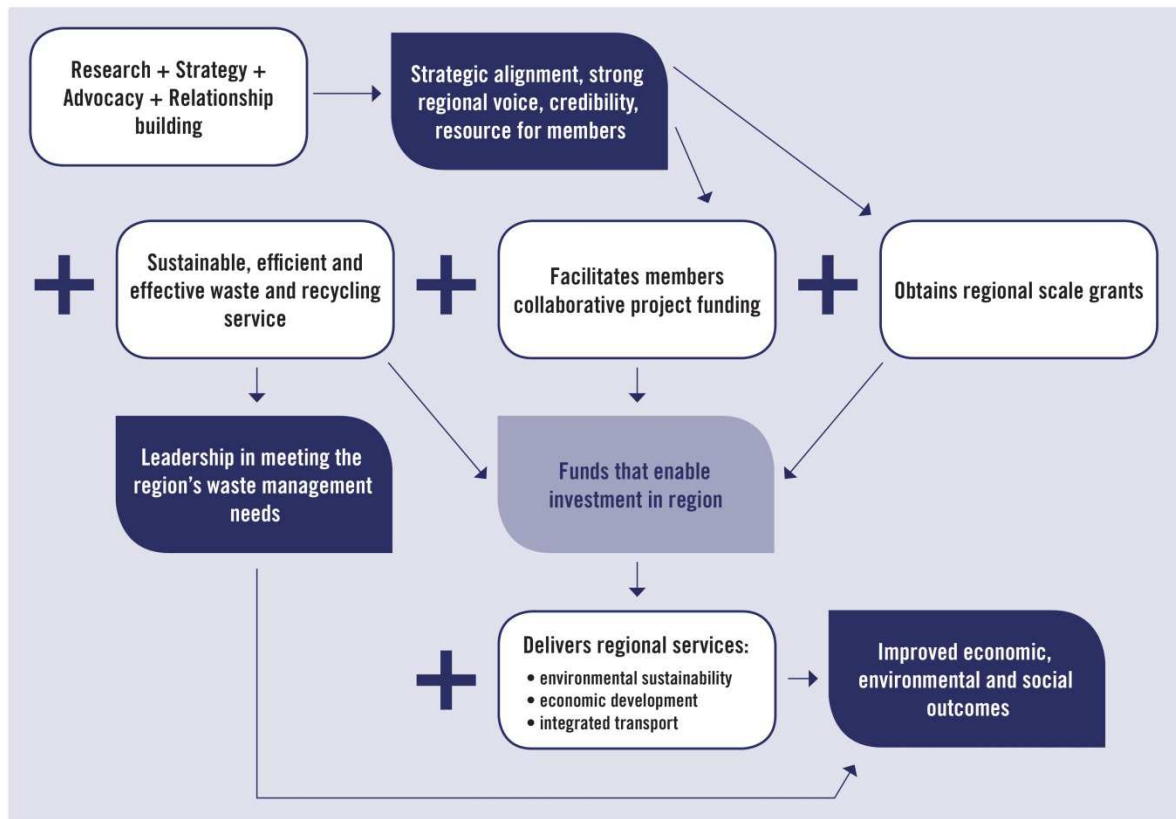 Research + Strategy +
Advocacy + Relationship
building
Strategic alignment, strong
regional voice, credibility,
resource for members
Sustainable, efficient and
effective waste and recycling
service
Facilitates members
collaborative project funding
Obtains regional scale grants
Leadership in meeting the
region’s waste management
needs
Funds that enable
investment in region
Delivers regional services:
• environmental sustainability
• economic development
• integrated transport
Improved economic,
environmental and social
outcomes